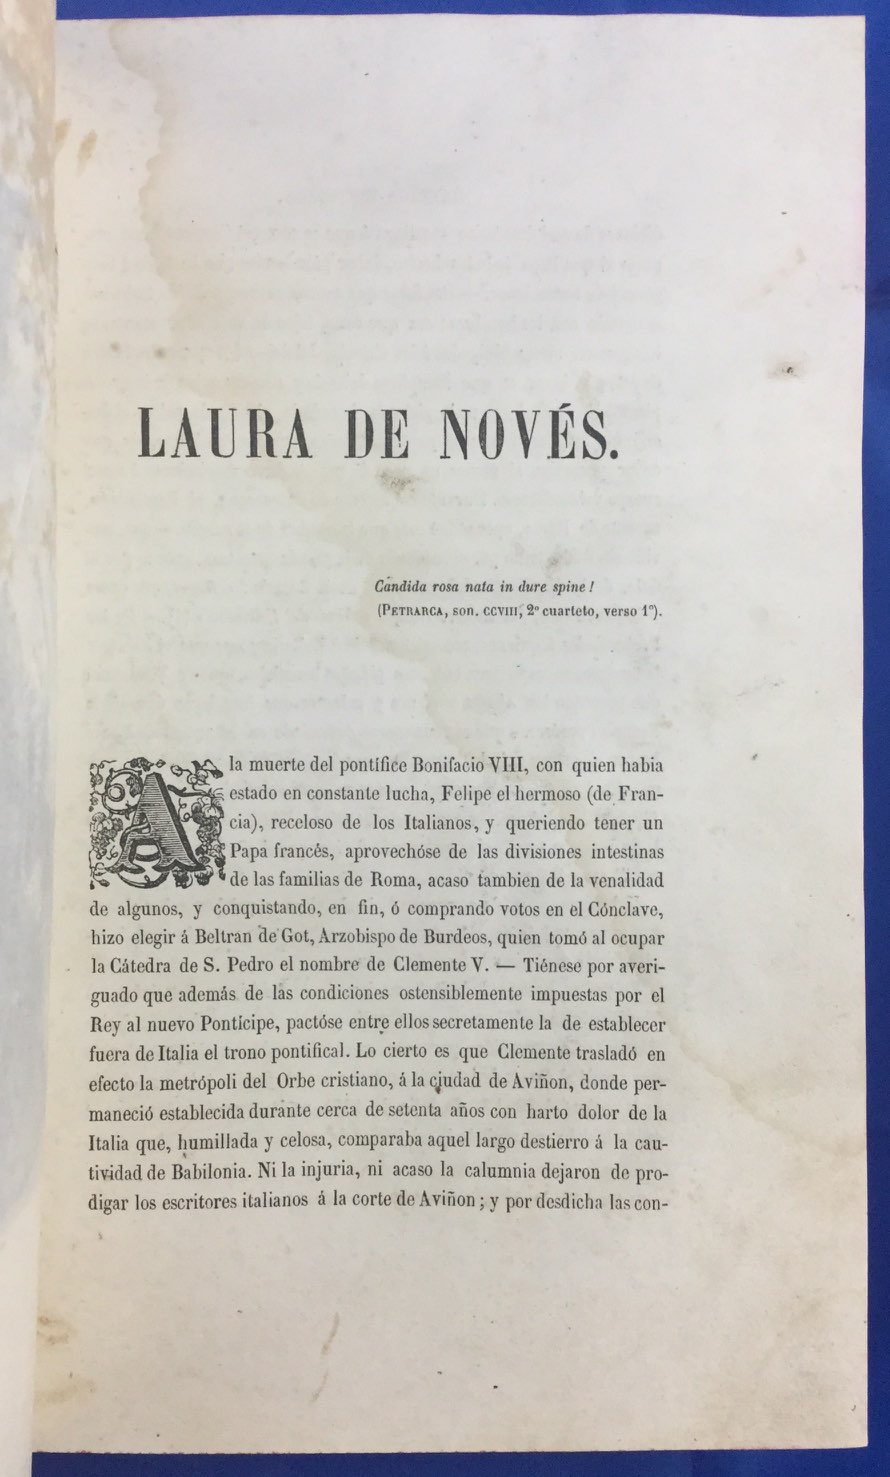 LAURA DE NOVÉS.
Cándida rosa nata in dure spine !
(PETRARCA, son. CCVIII, 2º cuarteto, verso 1º).
A la muerte del pontífice Bonifacio VIII, con quien habia
estado en constante lucha, Felipe el hermoso (de Fran-
cia), receloso de los Italianos, y queriendo tener un
Papa francés, aprovechóse de las divisiones intestinas
de las familias de Roma, acaso tambien de la venalidad
de algunos, y conquistando, en fin, ó comprando votos en el Cónclave,
hizo elegir á Beltran de Got, Arzobispo de Burdeos, quien tomó al ocupar
la Cátedra de S. Pedro el nombre de Clemente V. — Tiénese por averi-
guado que además de las condiciones ostensiblemente impuestas por el
Rey al nuevo Pontícipe, pactóse entre ellos secretamente la de establecer
fuera de Italia el trono pontifical. Lo cierto es que Clemente trasladó en
efecto la metrópoli del Orbe cristiano, á la ciudad de Aviñon, donde per-
maneció establecida durante cerca de setenta años con harto dolor de la
Italia que, humillada y celosa, comparaba aquel largo destierro á la cau-
tividad de Babilonia. Ni la injuria, ni acaso la calumnia dejaron de pro-
digar los escritores italianos á la corte de Aviñon ; y por desdicha las con-